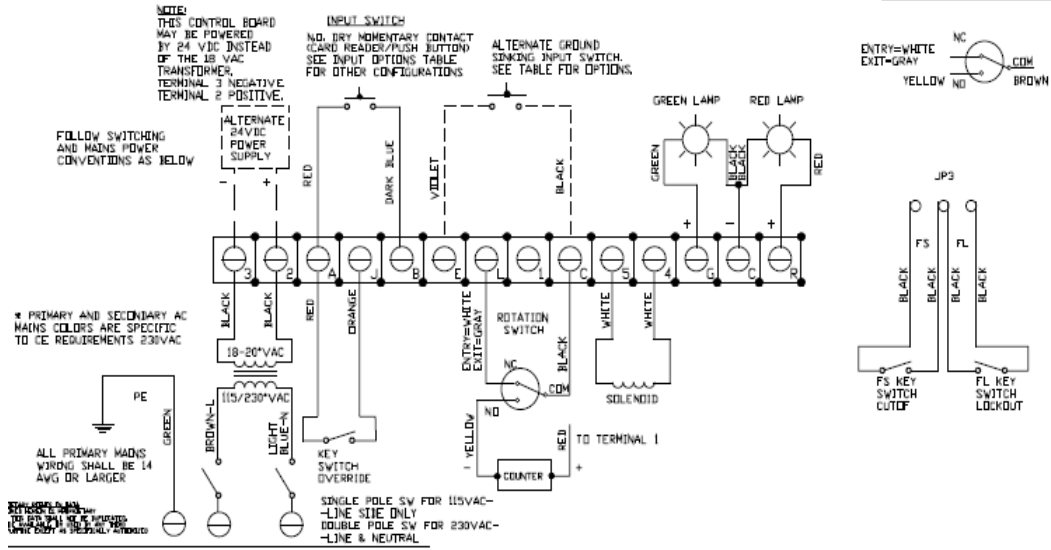 NOTE:
THIS CONTROL BOARD
MAY BE POWERED
BY 24 VDC INSTEAD
OF THE 18 VAC
TRANSFORMER.
TERMINAL 3 NEGATIVE
TERMINAL 2 POSITIVE.
INPUT SWITCH
N.O. DRY MOMENTARY CONTACT
(CARD READER/PUSH BUTTON)
SEE INPUT OPTIONS TABLE
FOR OTHER CONFIGURATIONS
ALTERNATE GROUND
SINKING INPUT SWITCH.
SEE TABLE FOR OPTIONS.
ENTRY=WHITE
EXIT=GRAY
NC
COM
YELLOW NO
BROWN
GREEN LAMP
RED LAMP
FOLLOW SWITCHING
AND MAINS POWER
CONVENTIONS AS BELOW
ALTERNATE
24VDC
POWER
SUPPLY
- +
RED
DARK BLUE
VIOLET
BLACK
GREEN
BLACK
BLACK
RED
+ - +
3 2 A J B E L 1 C 5 4 G C R
JP3
FS FL
BLACK
BLACK
BLACK
BLACK
FS KEY
SWITCH
CUTOF
FL KEY
SWITCH
LOCKOUT
* PRIMARY AND SECONDARY AC
MAINS COLORS ARE SPECIFIC
TO CE REQUIREMENTS 230VAC
BLACK
BLACK
RED
ORANGE
ENTRY=WHITE
EXIT=GRAY
ROTATION
SWITCH
BLACK
WHITE
WHITE
18-20*VAC
115/230*VAC
NC
COM
NO
SOLENOID
PE
GREEN
BROWN-L
LIGHT
BLUE-N
KEY
SWITCH
OVERRIDE
YELLOW
RED
TO TERMINAL 1
- +
COUNTER
ALL PRIMARY MAINS
WIRING SHALL BE 14
AWG OR LARGER
SINGLE POLE SW FOR 115VAC-
-LINE SIDE ONLY
DOUBLE POLE SW FOR 230VAC-
-LINE & NEUTRAL